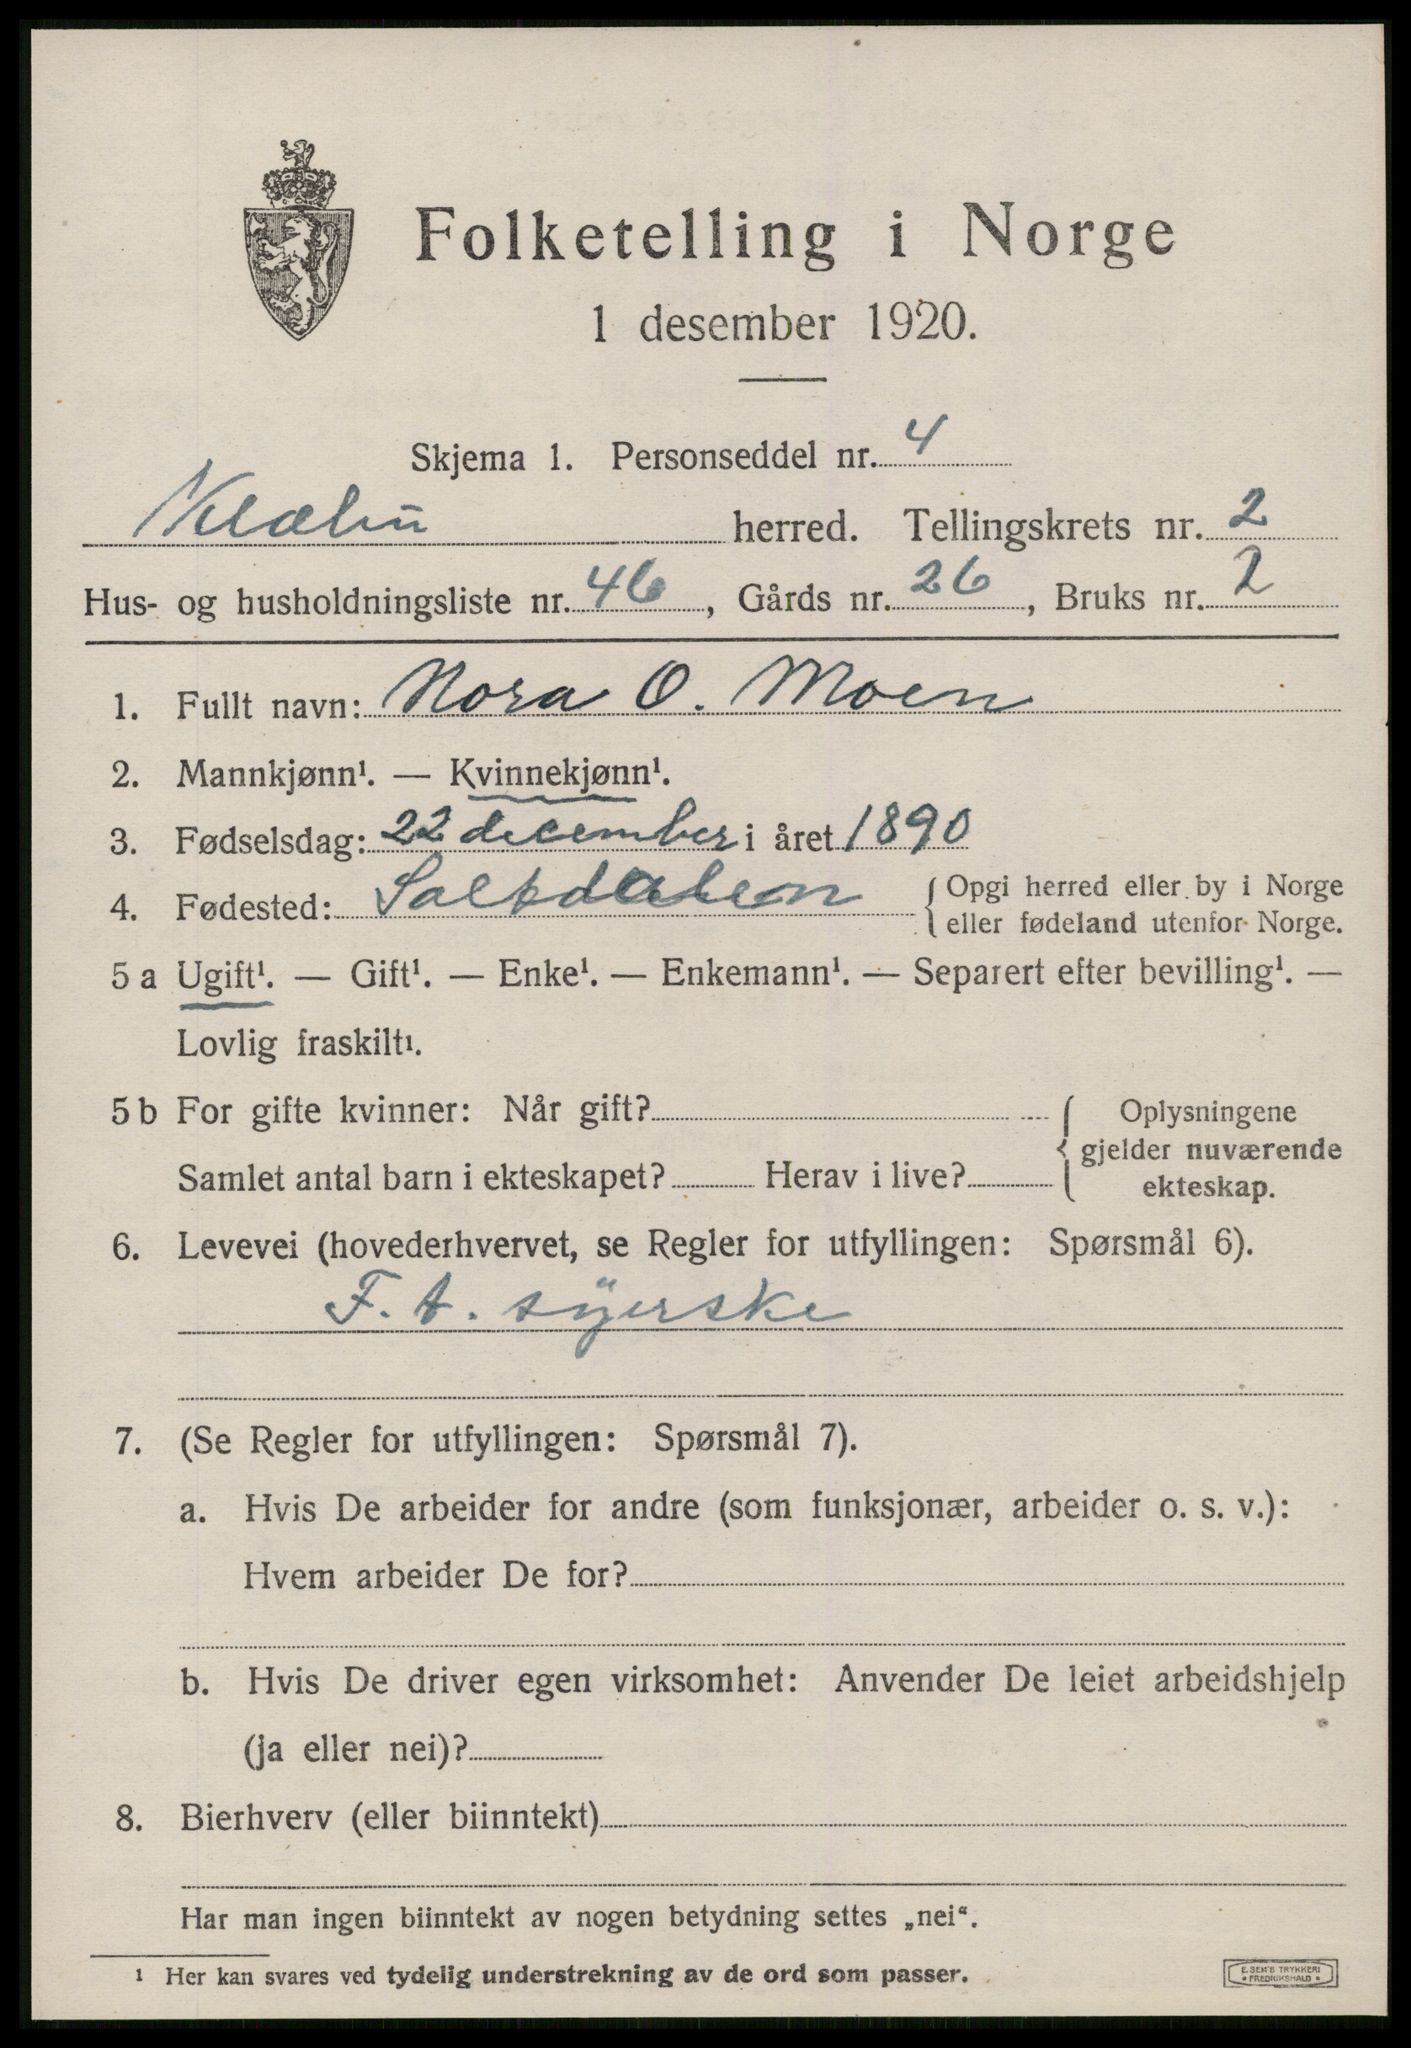 Folketelling i Norge
1 desember 1920.
Skjema 1. Personseddel nr. 4
Klæbu herred. Tellingskrets nr. 2
Hus- og husholdningsliste nr. 46, Gårds nr. 26, Bruks nr. 2
1. Fullt navn: Nora O. Moen
2. Mannkjønn¹. — Kvinnekjønn¹.
3. Fødselsdag: 22 december i året 1890
4. Fødested: Saltdalen { Opgi herred eller by i Norge
eller fødeland utenfor Norge.
5 a Ugift¹. — Gift¹. — Enke¹. — Enkemann¹. — Separert efter bevilling¹. —
Lovlig fraskilt¹.
5 b For gifte kvinner: Når gift? { Oplysningene
gjelder nuværende
Samlet antal barn i ekteskapet? Herav i live? ekteskap.
6. Levevei (hovederhvervet, se Regler for utfyllingen: Spørsmål 6).
F. A. syerske
7. (Se Regler for utfyllingen: Spørsmål 7).
a. Hvis De arbeider for andre (som funksjonær, arbeider o. s. v.):
Hvem arbeider De for?
b. Hvis De driver egen virksomhet: Anvender De leiet arbeidshjelp
(ja eller nei)?
8. Bierhverv (eller biinntekt)
Har man ingen biinntekt av nogen betydning settes „nei“.
¹ Her kan svares ved tydelig understrekning av de ord som passer.
E. SEM'S TRYKKERI
* FREDRIKSHALD *